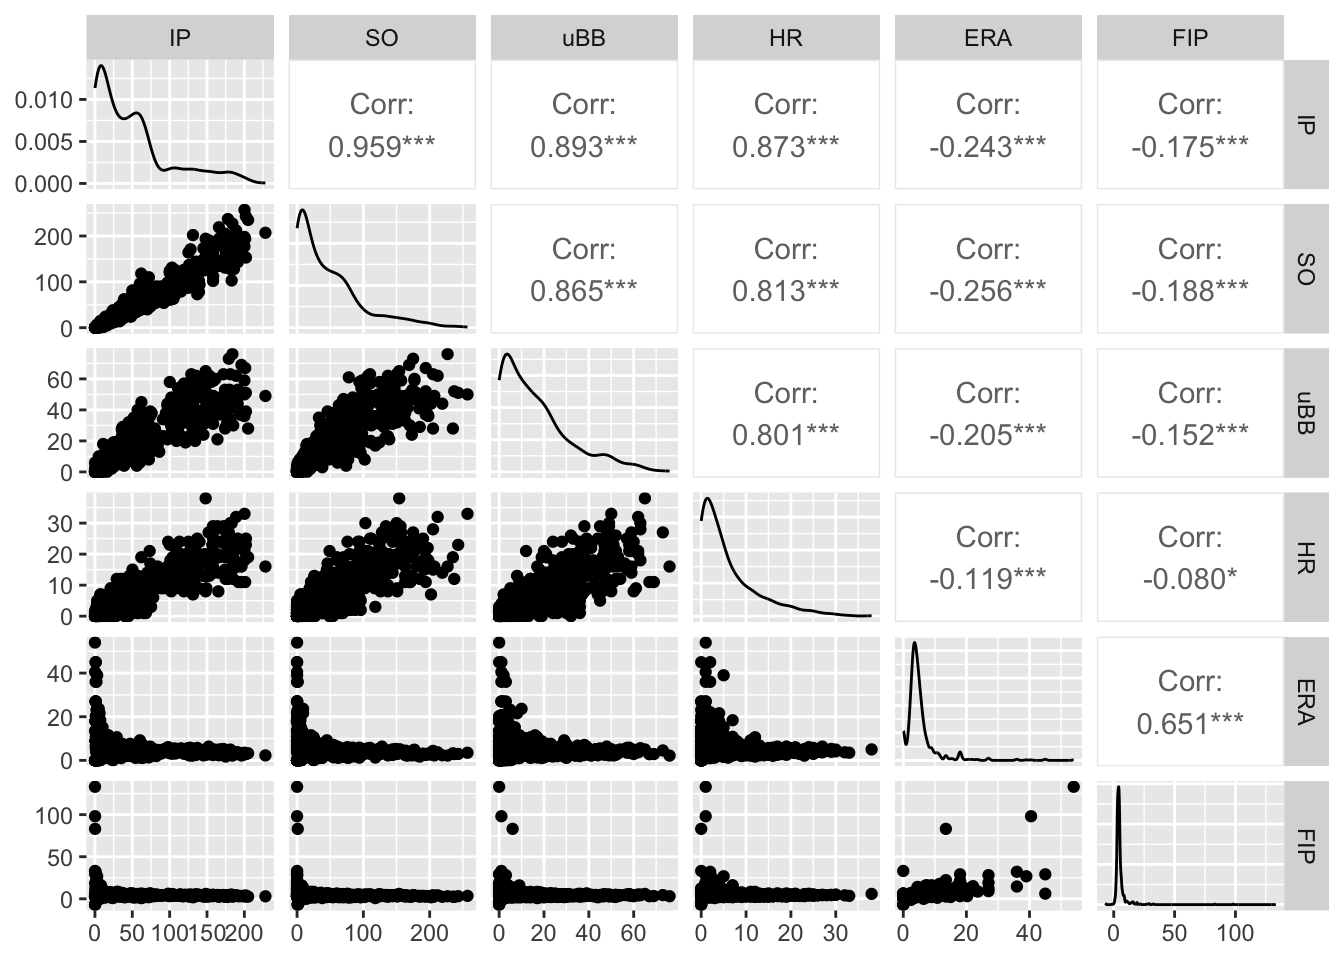 IP SO uBB HR ERA FIP
0.010
0.005
0.000
Corr:
0.959***
Corr:
0.893***
Corr:
0.873***
Corr:
-0.243***
Corr:
-0.175***
IP
200
100
0
Corr:
0.865***
Corr:
0.813***
Corr:
-0.256***
Corr:
-0.188***
SO
60
40
20
0
Corr:
0.801***
Corr:
-0.205***
Corr:
-0.152***
uBB
30
20
10
0
Corr:
-0.119***
Corr:
-0.080*
HR
40
20
0
Corr:
0.651***
ERA
100
50
0
FIP
0 50 100150200 0 100 200 0 20 40 60 0 10 20 30 0 20 40 0 50 100